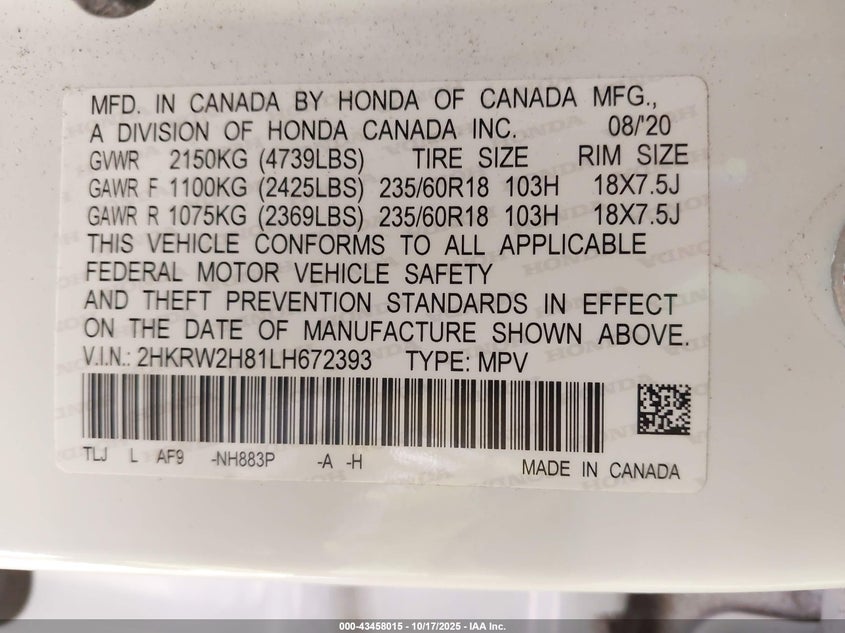 MFD. IN CANADA BY HONDA OF CANADA MFG.,
A DIVISION OF HONDA CANADA INC. 08/'20
GVWR 2150KG (4739LBS) TIRE SIZE RIM SIZE
GAWR F 1100KG (2425LBS) 235/60R18 103H 18X7.5J
GAWR R 1075KG (2369LBS) 235/60R18 103H 18X7.5J
THIS VEHICLE CONFORMS TO ALL APPLICABLE
FEDERAL MOTOR VEHICLE SAFETY
AND THEFT PREVENTION STANDARDS IN EFFECT
ON THE DATE OF MANUFACTURE SHOWN ABOVE.
V.I.N.: 2HKRW2H81LH672393 TYPE: MPV
TLJ L AF9 -NH883P -A -H MADE IN CANADA
000-43458015 - 10/17/2025 - IAA Inc.